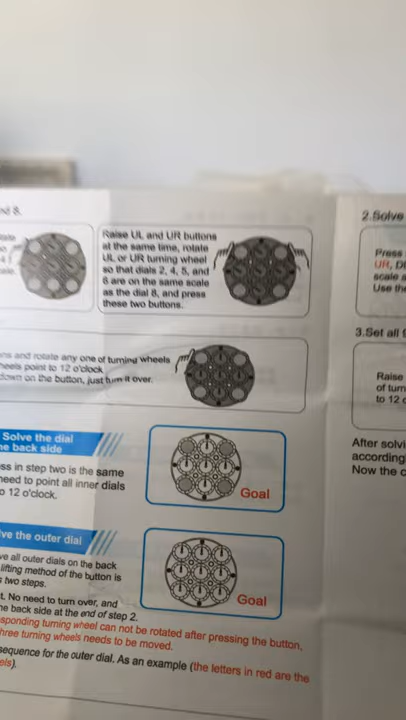 nd 8.
Raise UL and UR buttons
at the same time, rotate
UL or UR turning wheel
so that dials 2, 4, 5, and
6 are on the same scale
as the dial 8, and press
these two buttons.
ns and rotate any one of turning wheels
heels point to 12 o'clock
down on the button, just turn it over.
Solve the dial
he back side
ss in step two is the same
need to point all inner dials
o 12 o'clock.
Goal
ve the outer dial
ve all outer dials on the back
lifting method of the button is
s two steps.
t. No need to turn over, and
he back side at the end of step 2.
sponding turning wheel can not be rotated after pressing the button,
hree turning wheels needs to be moved.
sequence for the outer dial. As an example (the letters in red are the
els).
Goal
2.Solve
Press
UR, D
scale a
Use the
3.Set all 9
Raise
of turn
to 12 o
After solvi
according
Now the c